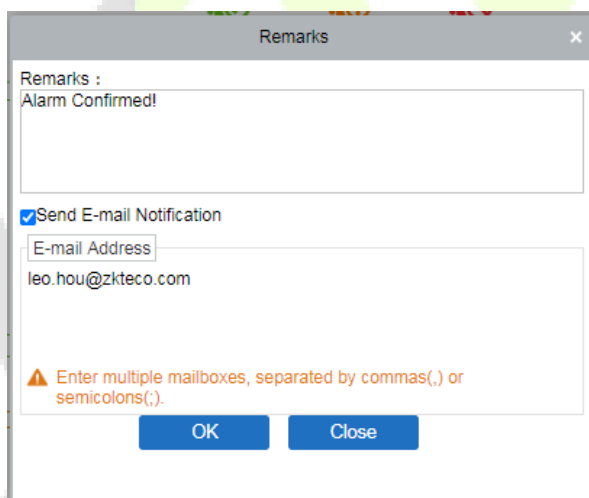 Remarks
Remarks :
Alarm Confirmed!
Send E-mail Notification
E-mail Address
leo.hou@zkteco.com
Enter multiple mailboxes, separated by commas(,) or
semicolons(;).
OK
Close